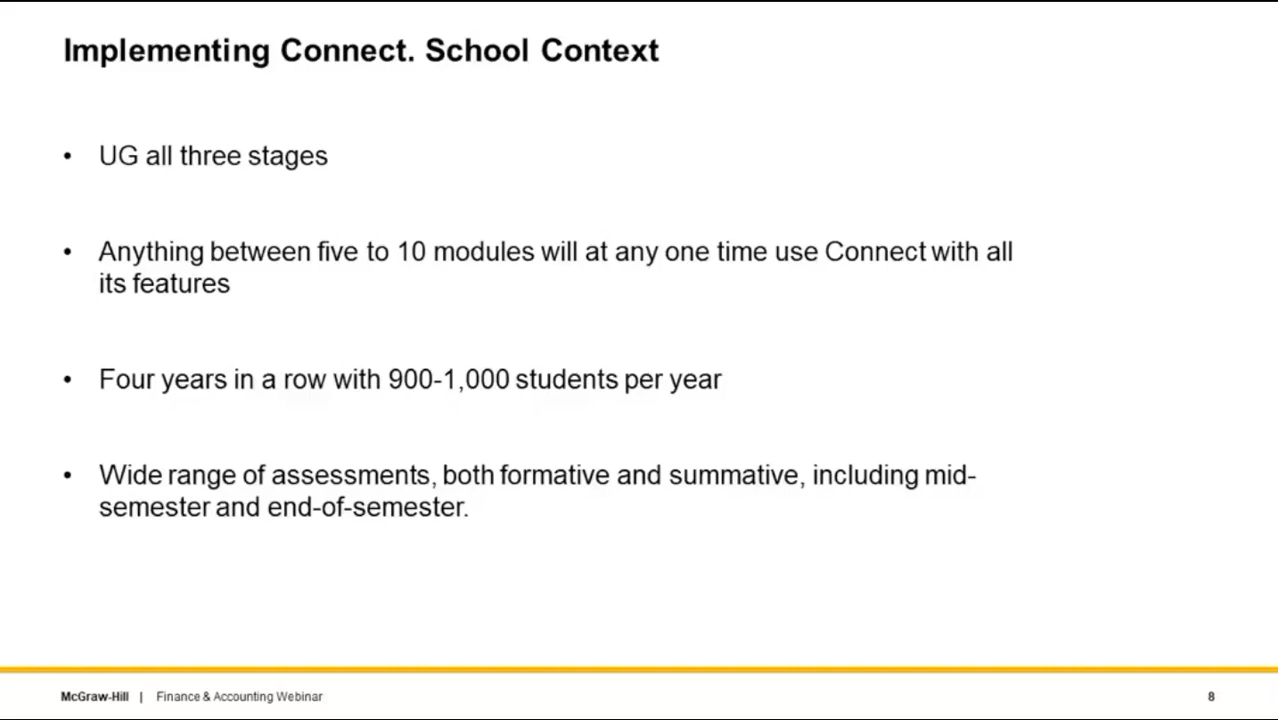 Implementing Connect. School Context
• UG all three stages
• Anything between five to 10 modules will at any one time use Connect with all
its features
• Four years in a row with 900-1,000 students per year
• Wide range of assessments, both formative and summative, including mid-
semester and end-of-semester.
McGraw-Hill | Finance & Accounting Webinar 8